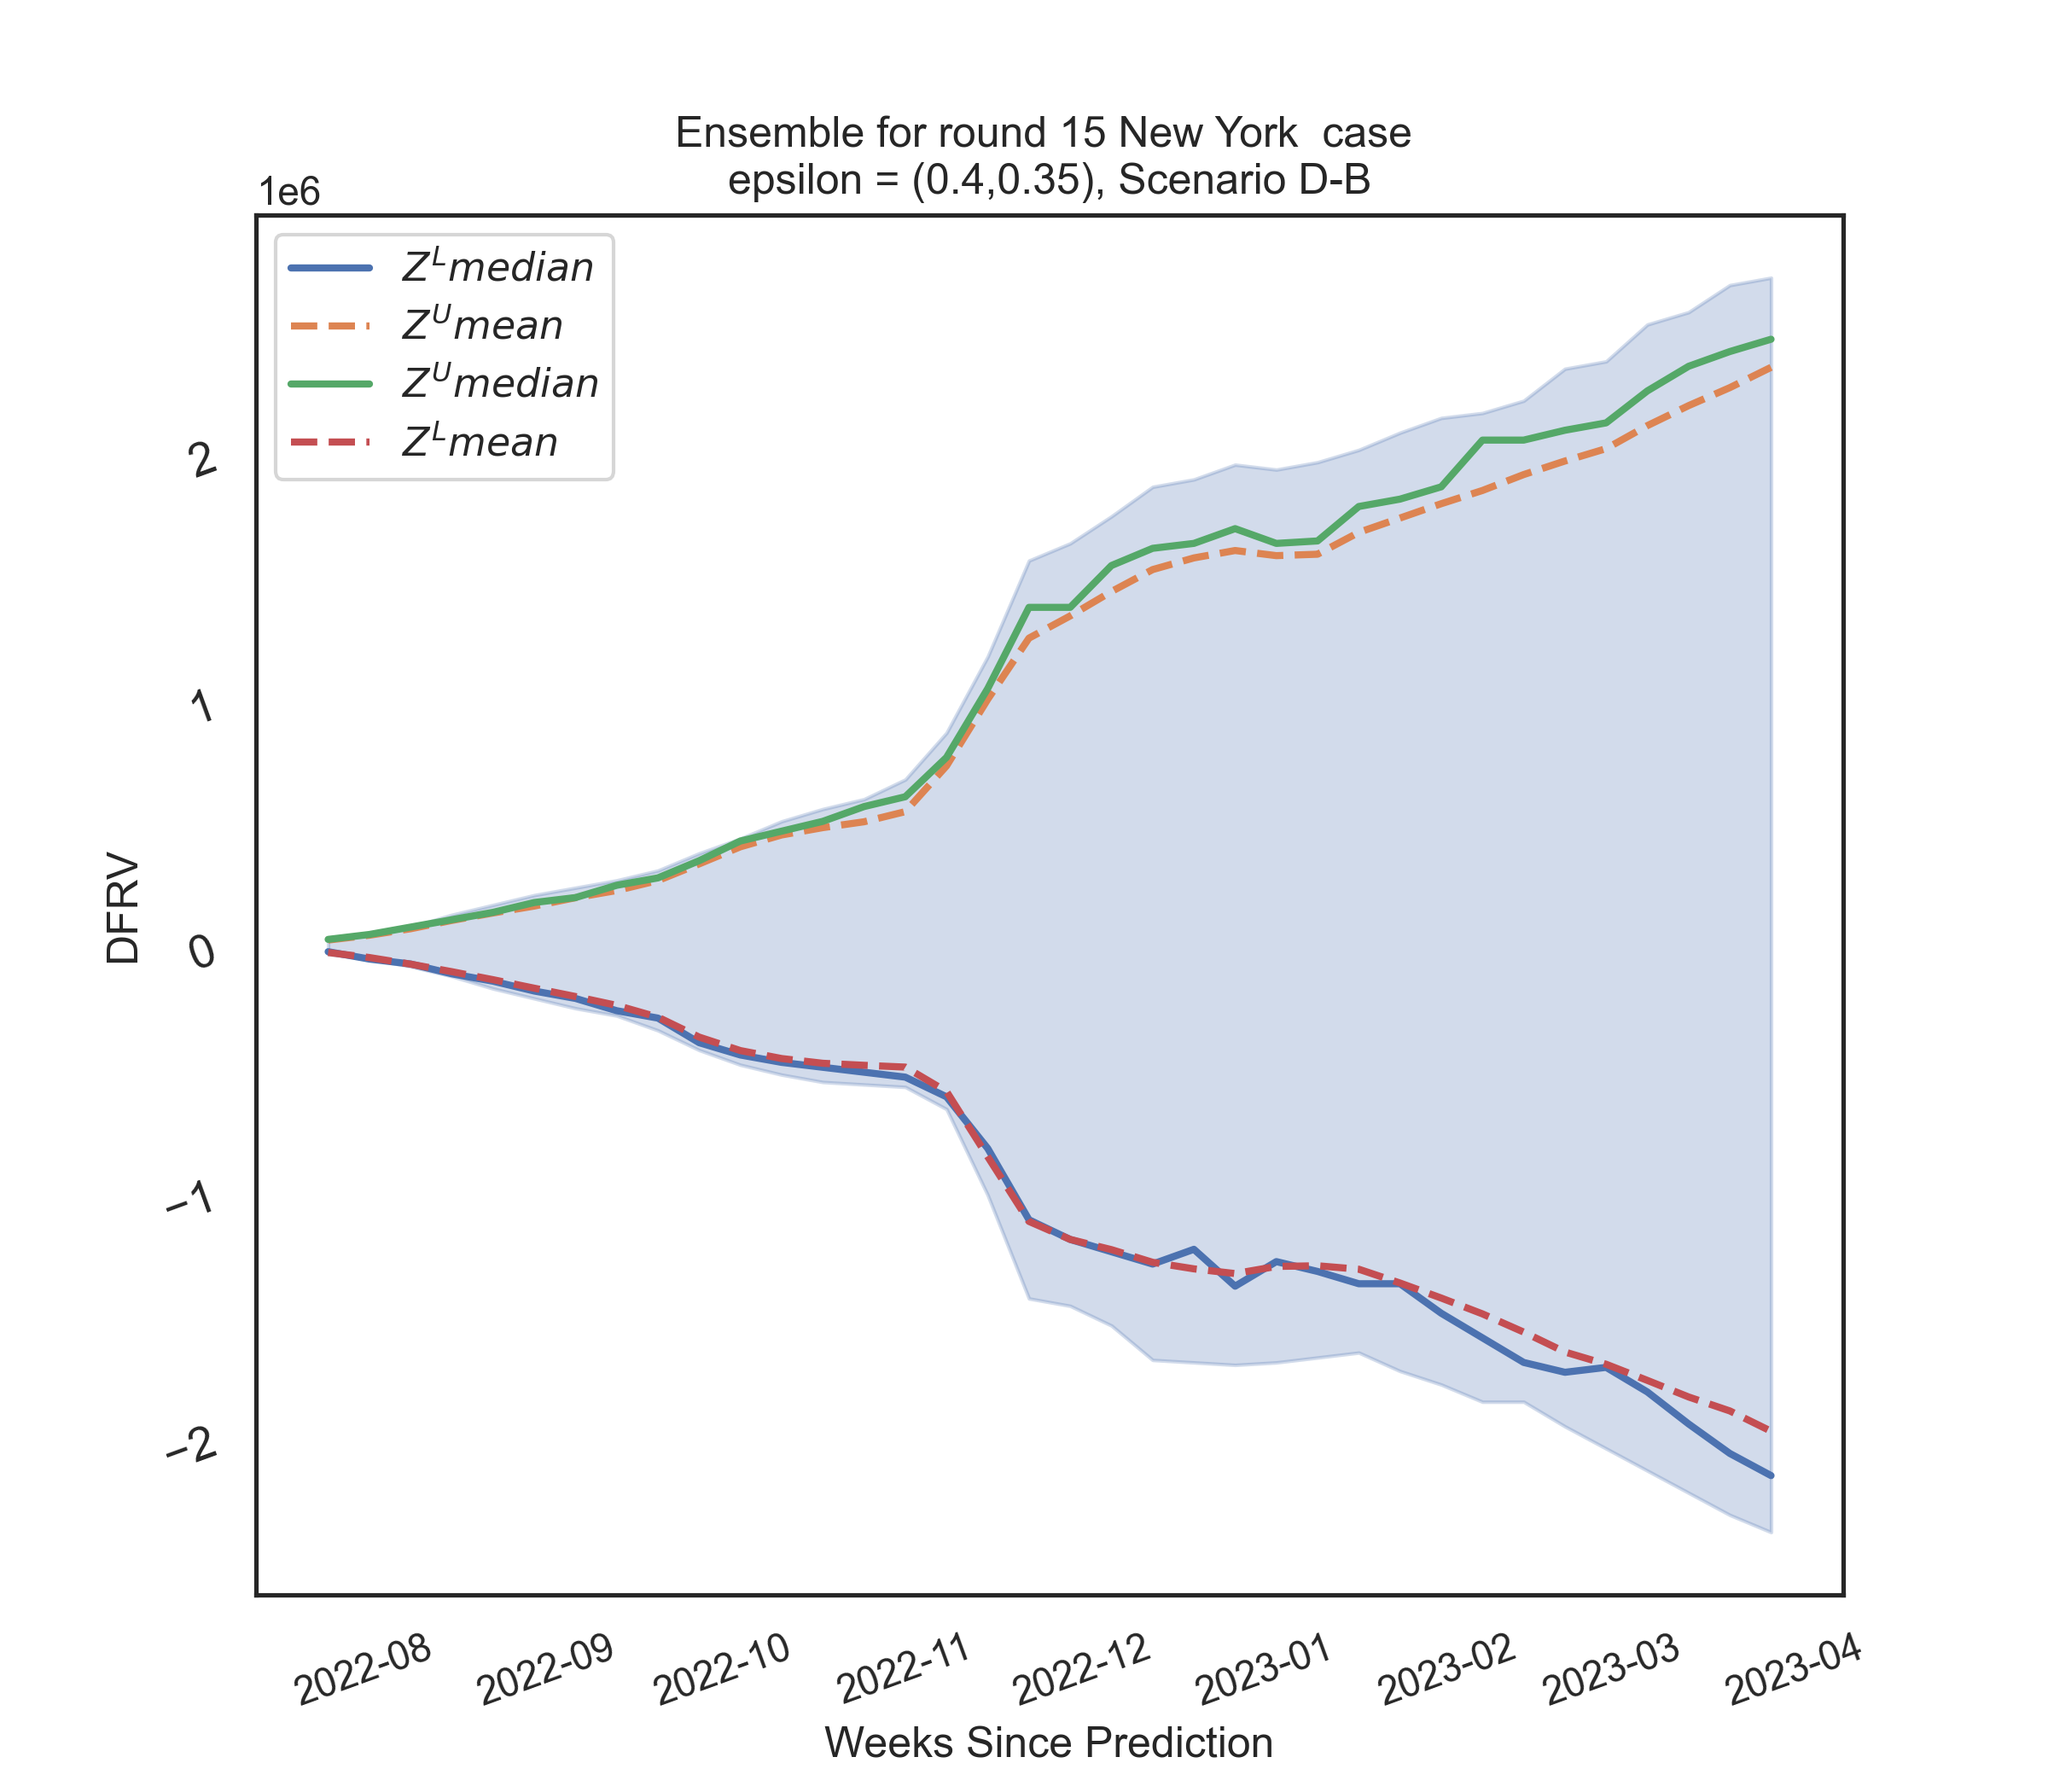 Ensemble for round 15 New York  case
epsilon = (0.4,0.35), Scenario D-B
1e6
Z^L median
Z^U mean
Z^U median
Z^L mean
2
1
0
−1
−2
DFRV
2022-08
2022-09
2022-10
2022-11
2022-12
2023-01
2023-02
2023-03
2023-04
Weeks Since Prediction